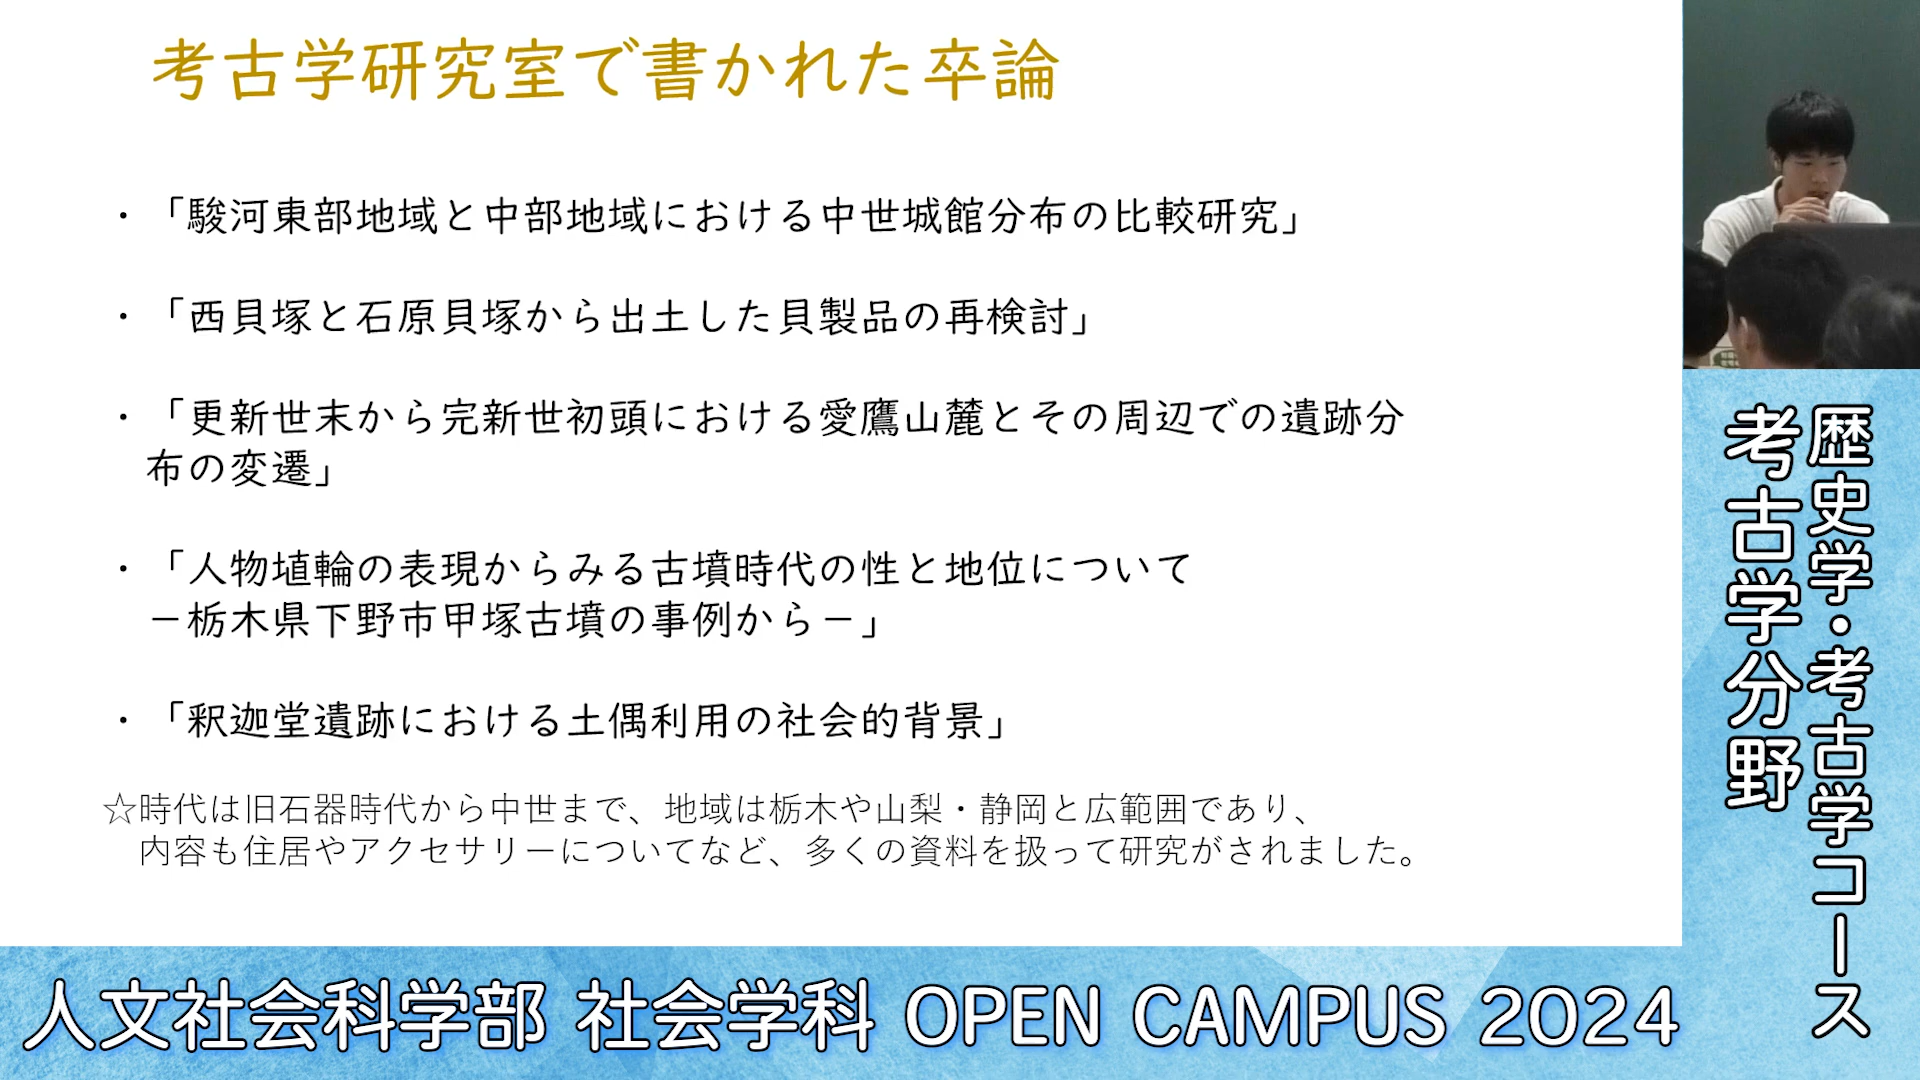 考古学研究室で書かれた卒論
・「駿河東部地域と中部地域における中世城館分布の比較研究」
・「西貝塚と石原貝塚から出土した貝製品の再検討」
・「更新世末から完新世初頭における愛鷹山麓とその周辺での遺跡分
布の変遷」
・「人物埴輪の表現からみる古墳時代の性と地位について
－栃木県下野市甲塚古墳の事例から－」
・「釈迦堂遺跡における土偶利用の社会的背景」
☆時代は旧石器時代から中世まで、地域は栃木や山梨・静岡と広範囲であり、
内容も住居やアクセサリーについてなど、多くの資料を扱って研究がされました。
歴史学・考古学コース
考古学分野
人文社会科学部 社会学科 OPEN CAMPUS 2024